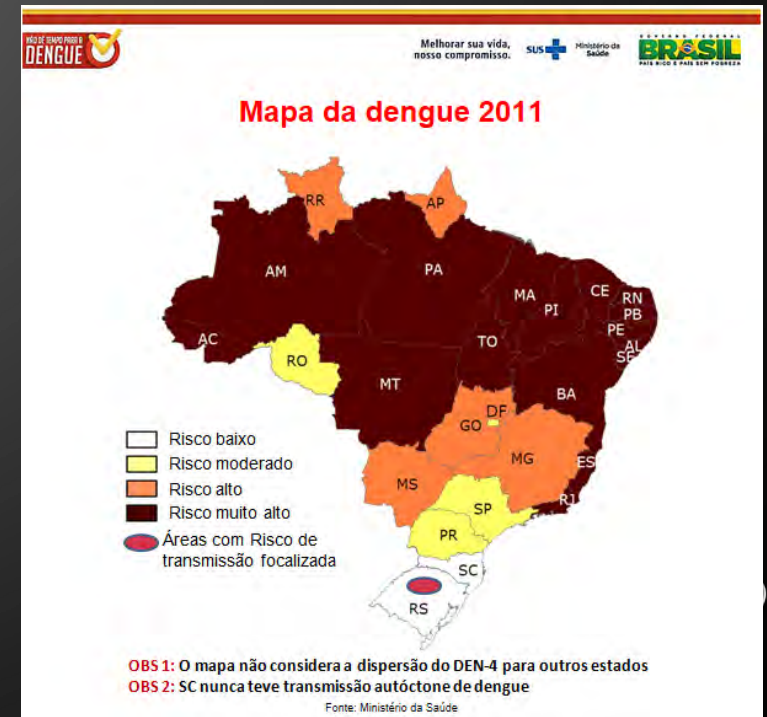 NÃO DÊ TEMPO PARA A
DENGUE
Melhorar sua vida,
nosso compromisso.
SUS
Ministério da
Saúde
GOVERNO FEDERAL
BRASIL
PAÍS RICO É PAÍS SEM POBREZA
Mapa da dengue 2011
RR
AP
AM
PA
MA
CE
RN
PI
PB
PE
AC
TO
AL
SE
RO
MT
BA
DF
GO
MG
ES
MS
RJ
SP
PR
SC
RS
Risco baixo
Risco moderado
Risco alto
Risco muito alto
Áreas com Risco de
transmissão focalizada
OBS 1: O mapa não considera a dispersão do DEN-4 para outros estados
OBS 2: SC nunca teve transmissão autóctone de dengue
Fonte: Ministério da Saúde